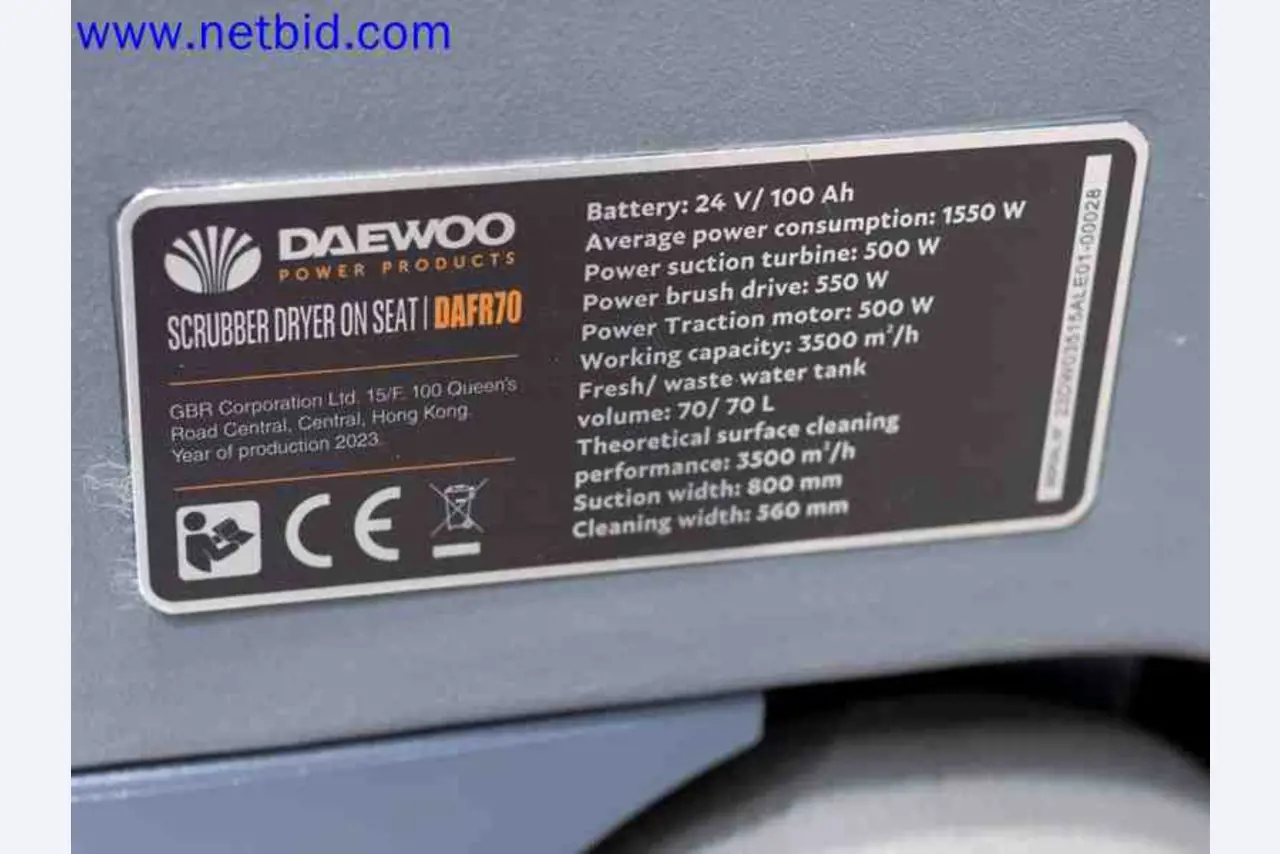 www.netbid.com
DAEWOO
POWER PRODUCTS
SCRUBBER DRYER ON SEAT | DAFR70
GBR Corporation Ltd. 15/F. 100 Queen's
Road Central, Central, Hong Kong.
Year of production 2023.
CE
Battery: 24 V/ 100 Ah
Average power consumption: 1550 W
Power suction turbine: 500 W
Power brush drive: 550 W
Power Traction motor: 500 W
Working capacity: 3500 m²/h
Fresh/ waste water tank
volume: 70/ 70 L
Theoretical surface cleaning
performance: 3500 m²/h
Suction width: 800 mm
Cleaning width: 560 mm